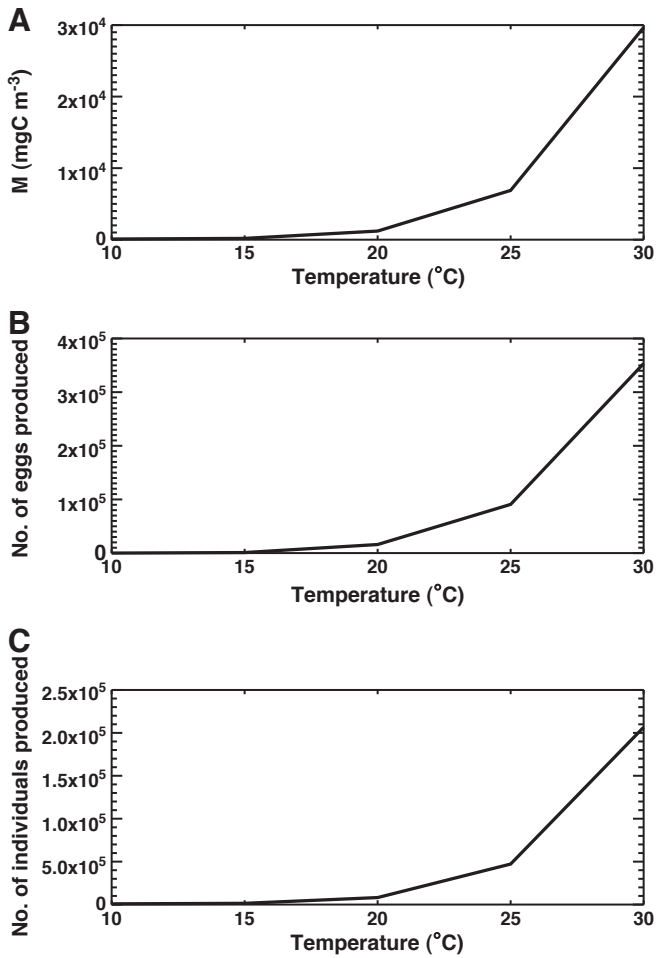 A
M (mgC m⁻³)
3x10⁴
2x10⁴
1x10⁴
0
10 15 20 25 30
Temperature (°C)
B
No. of eggs produced
4x10⁵
3x10⁵
2x10⁵
1x10⁵
0
10 15 20 25 30
Temperature (°C)
C
No. of individuals produced
2.5x10⁵
2.0x10⁵
1.5x10⁵
1.0x10⁵
5.0x10⁵
0
10 15 20 25 30
Temperature (°C)